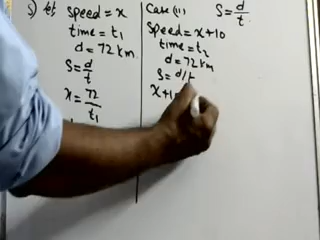 5) let, speed = x
time = t₁
d = 72 km
S = d/t
x = 72/t₁
Case (ii)
Speed = x+10
time = t₂
d = 72 km
S = d/t
x+1
S = d/t